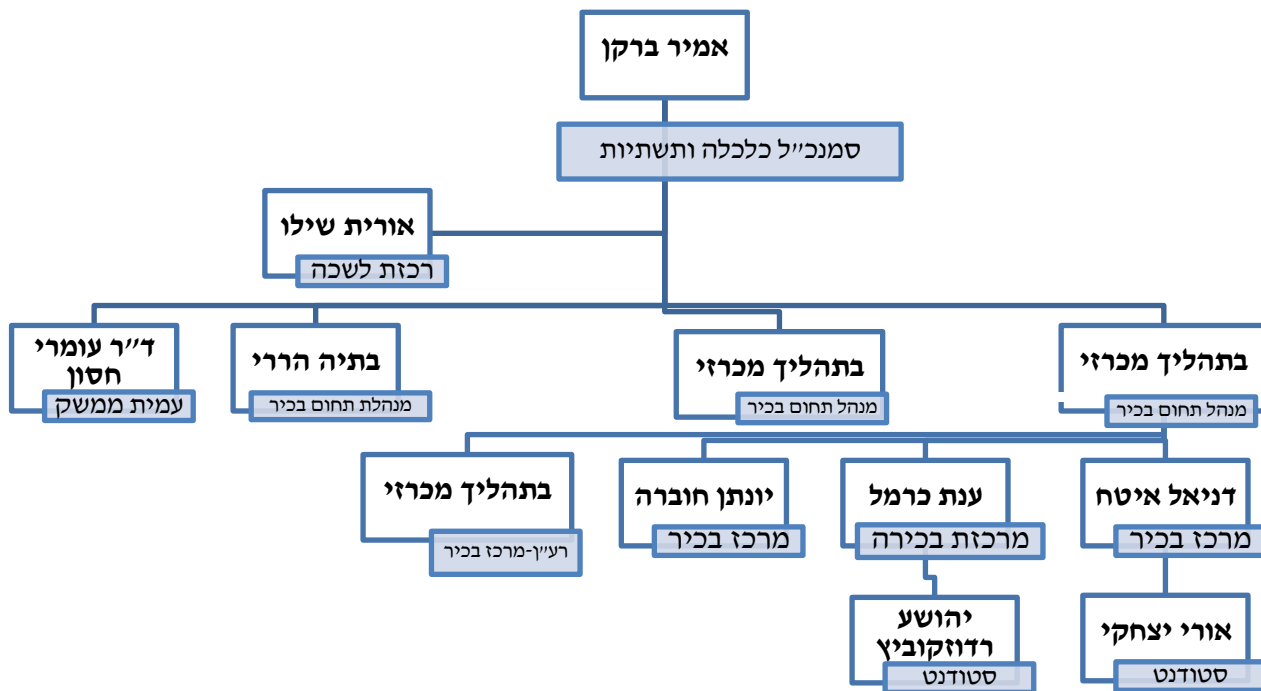 אמיר ברקן
סמנכ״ל כלכלה ותשתיות
אורית שילו
רכזת לשכה
בתהליך מכרזי
מנהל תחום בכיר
בתהליך מכרזי
מנהל תחום בכיר
בתיה הררי
מנהלת תחום בכיר
ד״ר עומרי
חסון
עמית ממשק
דניאל איטח
מרכז בכיר
ענת כרמל
מרכזת בכירה
יונתן חוברה
מרכז בכיר
בתהליך מכרזי
רע״ן-מרכז בכיר
אורי יצחקי
סטודנט
יהושע
רדוזקוביץ
סטודנט